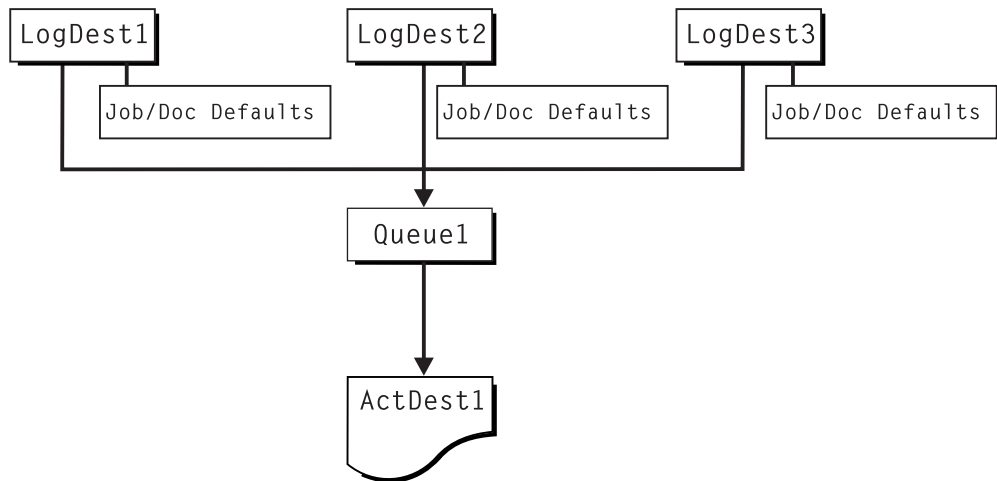 LogDest1
LogDest2
LogDest3
Job/Doc Defaults
Job/Doc Defaults
Job/Doc Defaults
Queue1
ActDest1